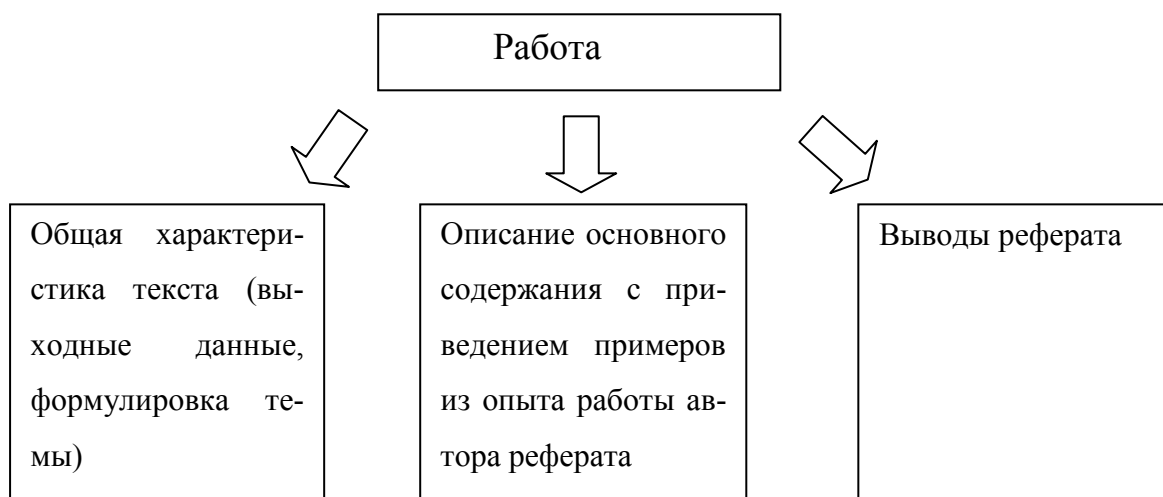 Работа
Общая характери-
стика текста (вы-
ходные данные,
формулировка те-
мы)
Описание основного
содержания с при-
ведением примеров
из опыта работы ав-
тора реферата
Выводы реферата